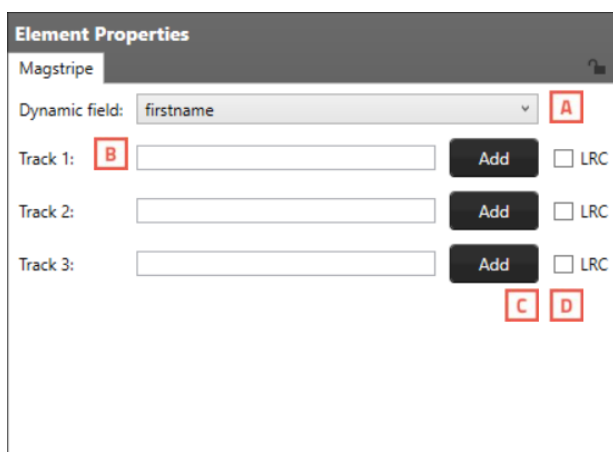 Element Properties
Magstripe
Dynamic field: firstname A
Track 1: B Add LRC
Track 2: Add LRC
Track 3: Add LRC
C D